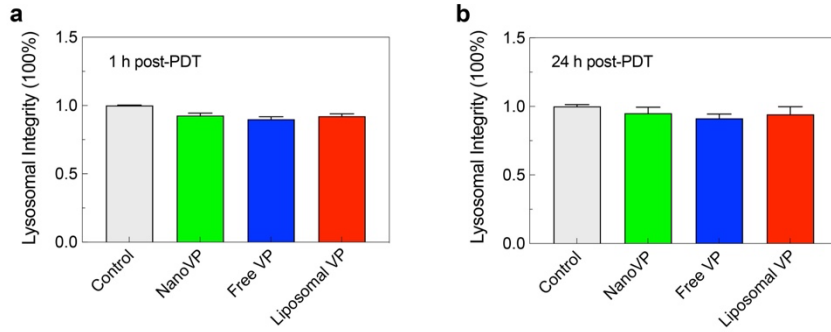 a
Lysosomal Integrity (100%)
1.5
1.0
0.5
0.0
1 h post-PDT
Control
NanoVP
Free VP
Liposomal VP
b
Lysosomal Integrity (100%)
1.5
1.0
0.5
0.0
24 h post-PDT
Control
NanoVP
Free VP
Liposomal VP